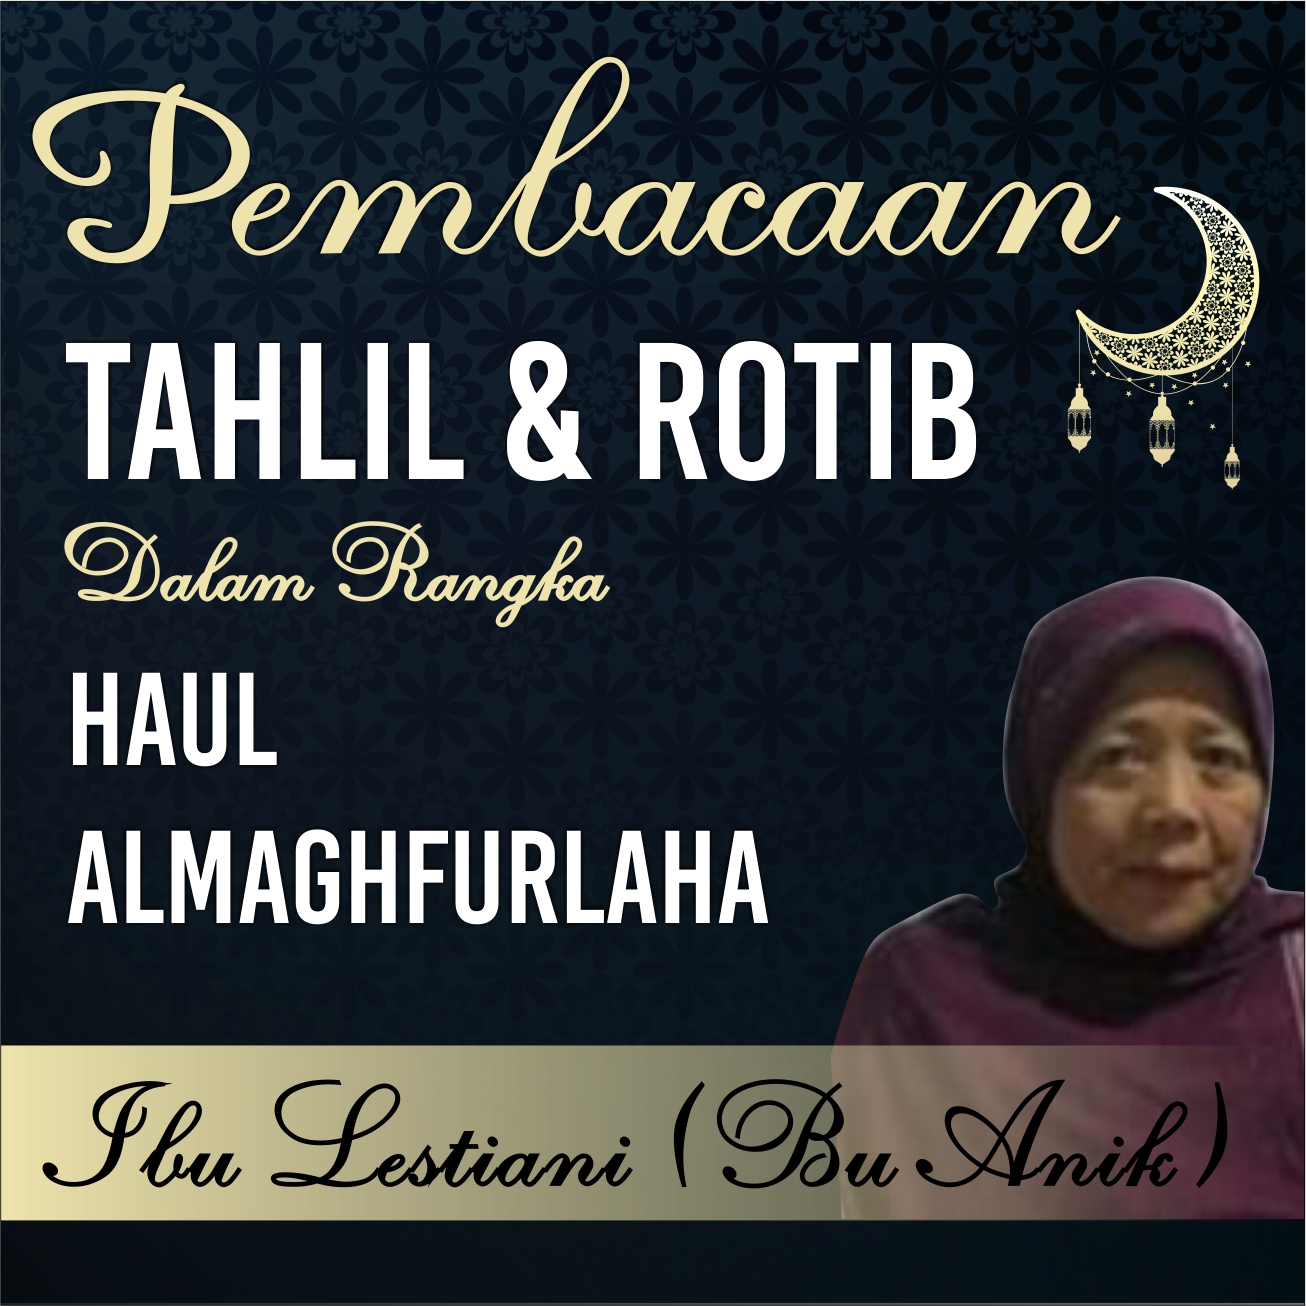 Pembacaan
TAHLIL & ROTIB
Dalam Rangka
HAUL
ALMAGHFURLAHA
Ibu Lestiani (Bu Anik)